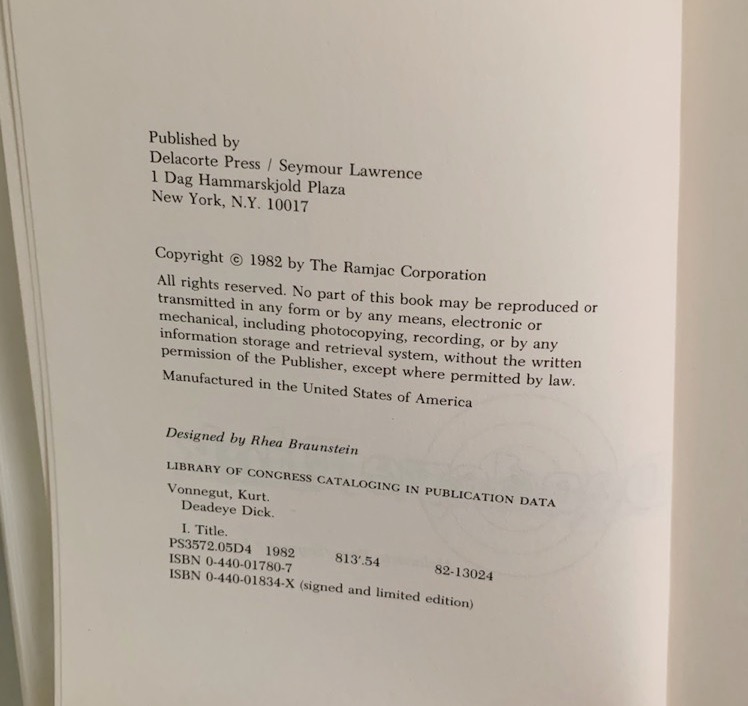 Published by
Delacorte Press / Seymour Lawrence
1 Dag Hammarskjold Plaza
New York, N.Y. 10017
Copyright © 1982 by The Ramjac Corporation
All rights reserved. No part of this book may be reproduced or
transmitted in any form or by any means, electronic or
mechanical, including photocopying, recording, or by any
information storage and retrieval system, without the written
permission of the Publisher, except where permitted by law.
Manufactured in the United States of America
Designed by Rhea Braunstein
LIBRARY OF CONGRESS CATALOGING IN PUBLICATION DATA
Vonnegut, Kurt.
Deadeye Dick.
I. Title.
PS3572.05D4 1982 813′.54 82-13024
ISBN 0-440-01780-7
ISBN 0-440-01834-X (signed and limited edition)